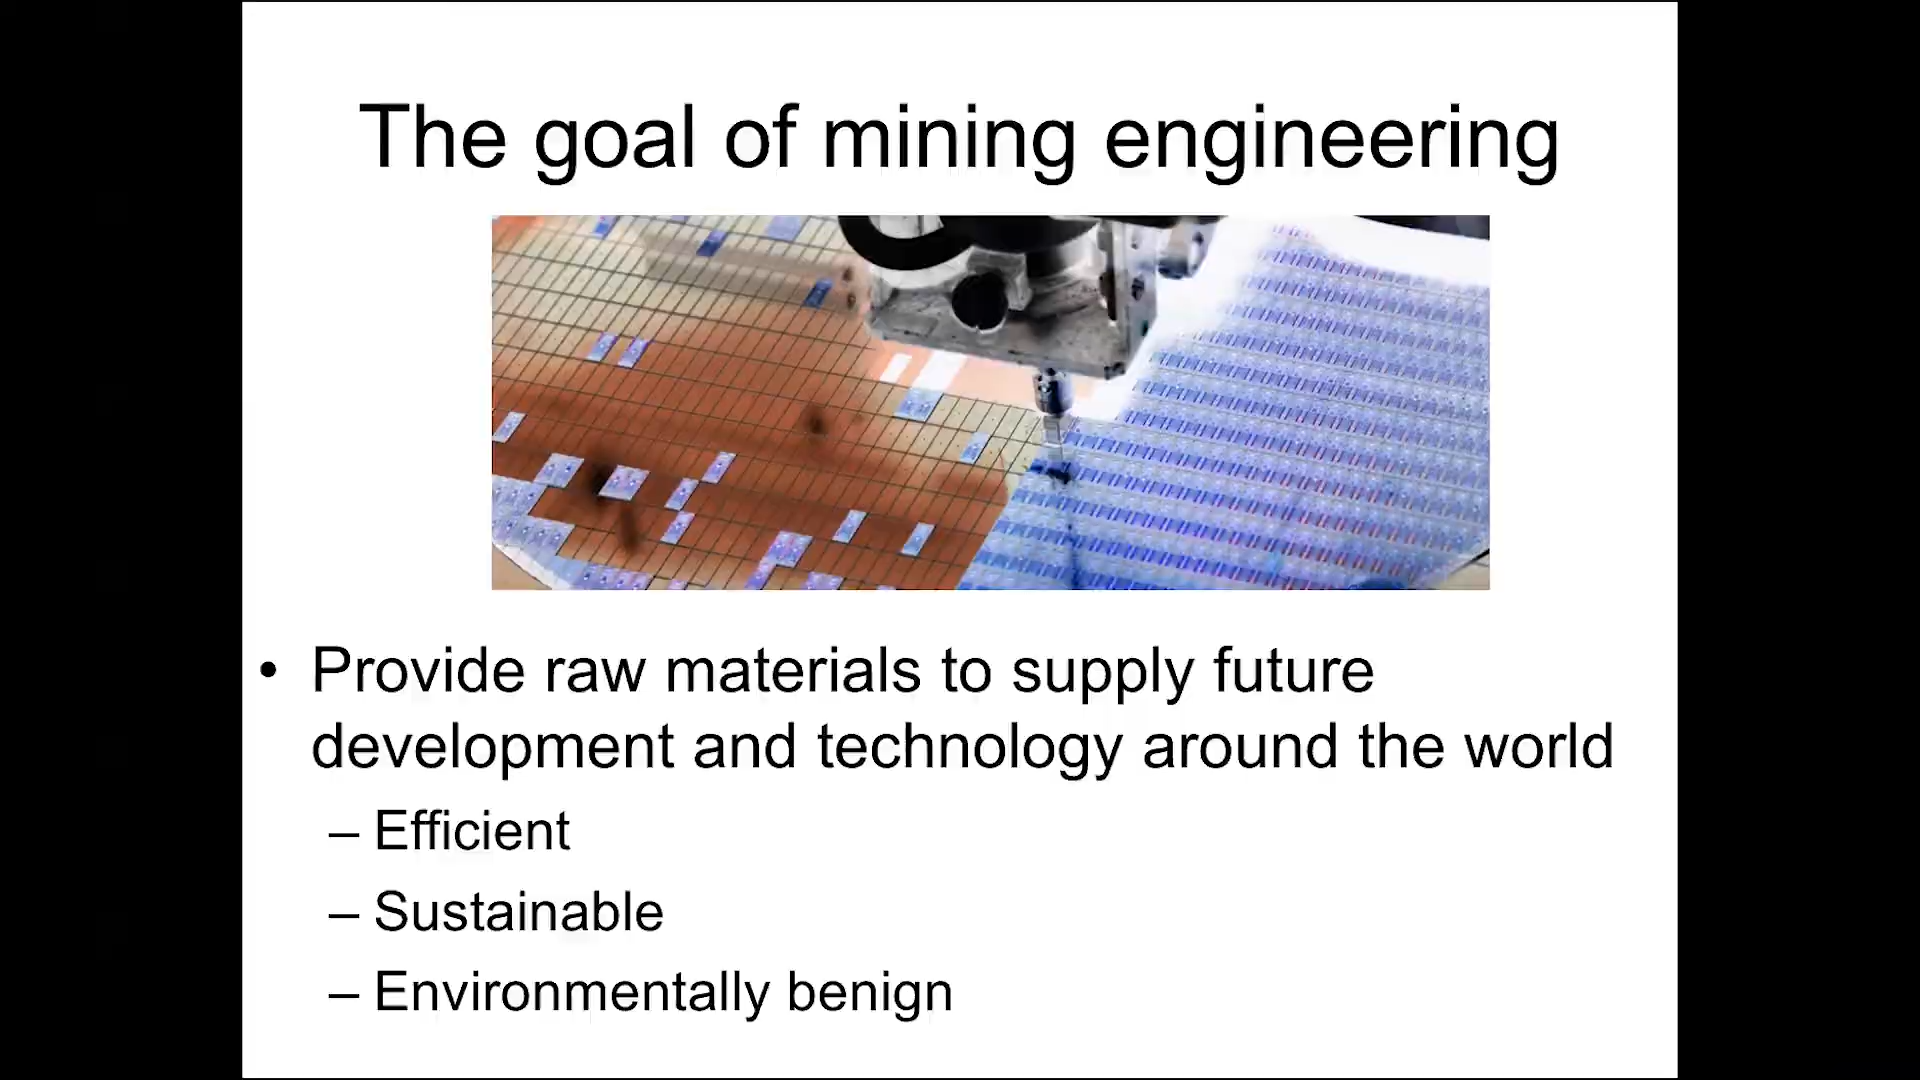 The goal of mining engineering
• Provide raw materials to supply future
development and technology around the world
– Efficient
– Sustainable
– Environmentally benign